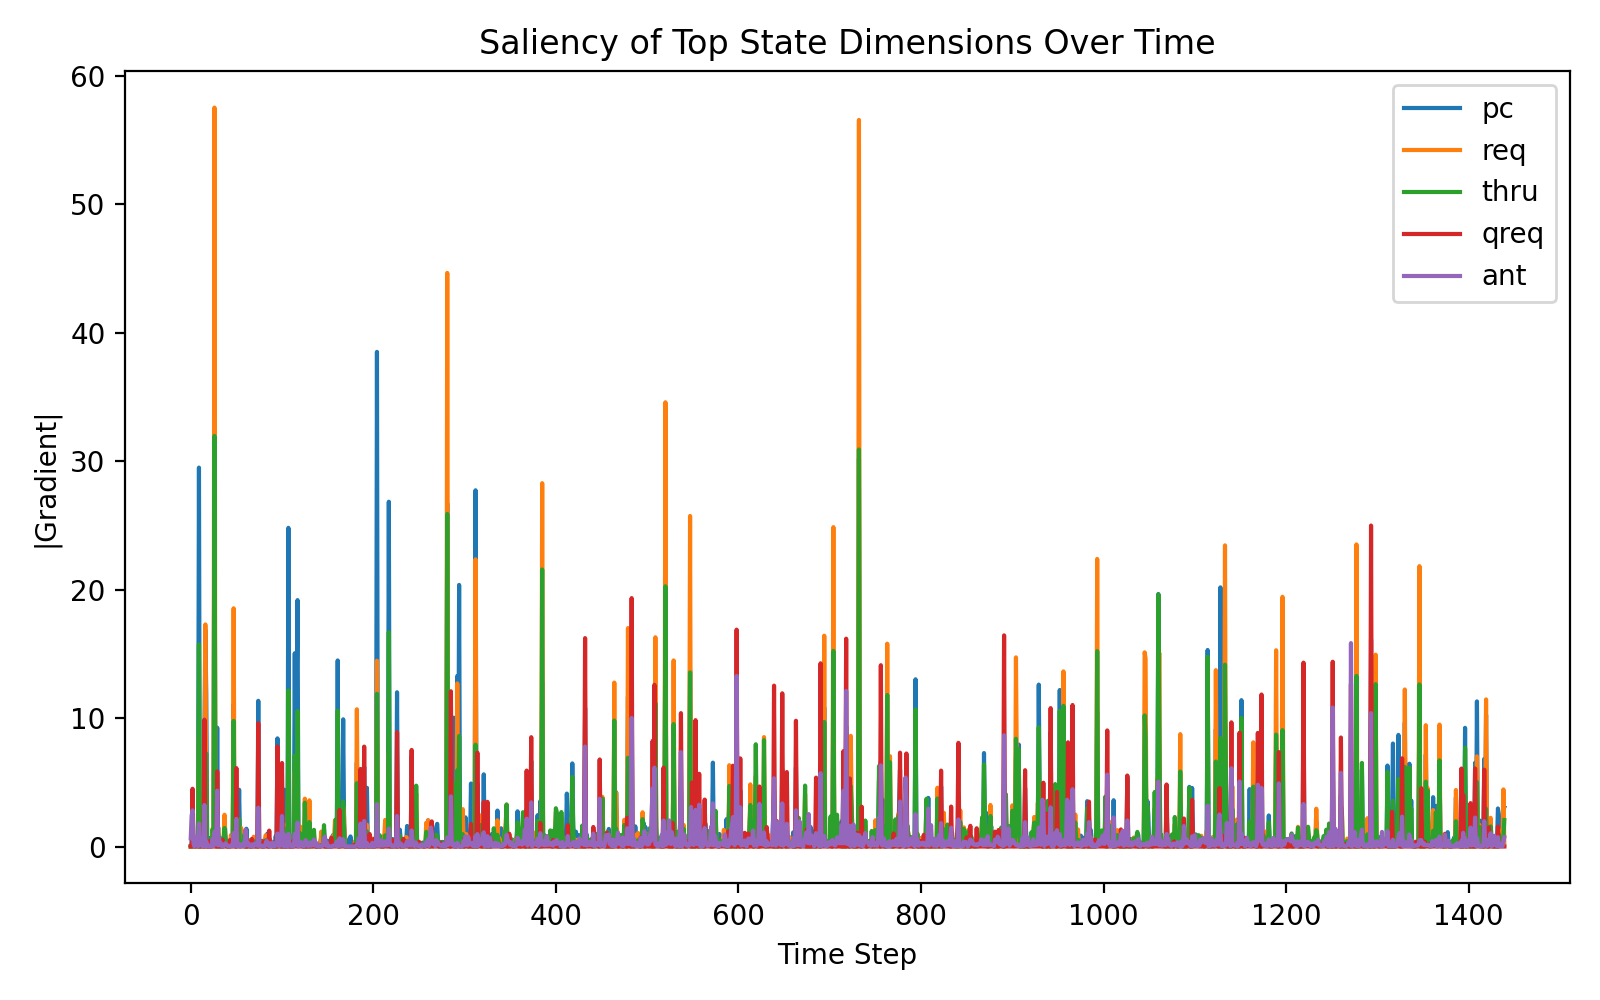 Saliency of Top State Dimensions Over Time
60
50
40
30
20
10
0
|Gradient|
pc
req
thru
qreq
ant
0 200 400 600 800 1000 1200 1400
Time Step